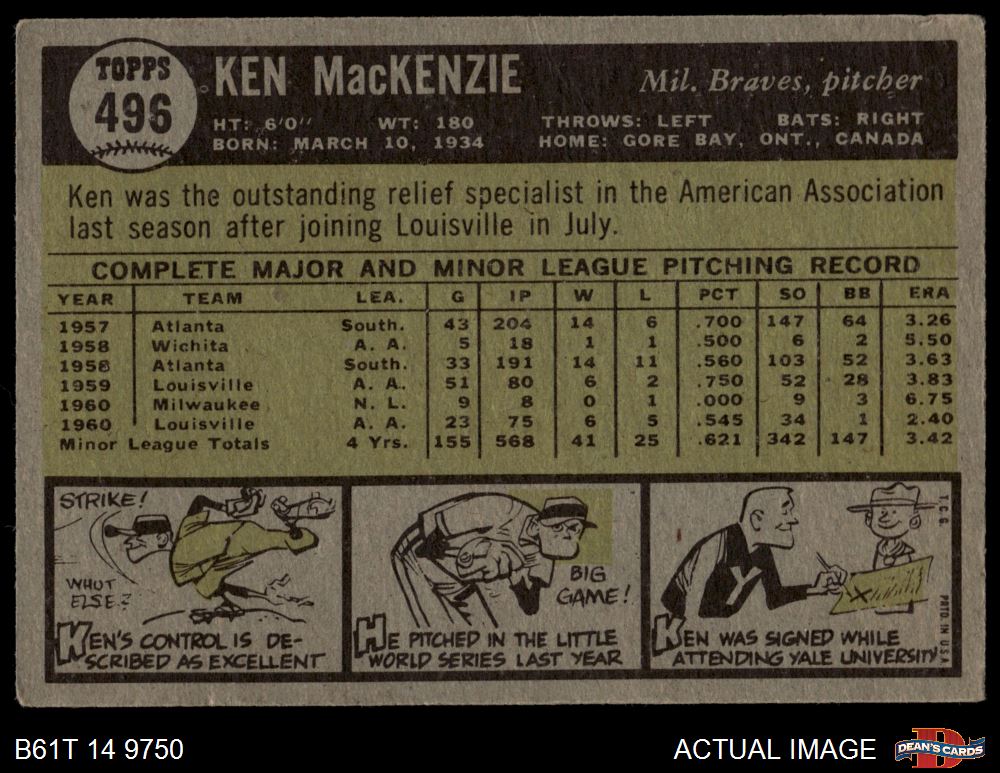 TOPPS
496
KEN MacKENZIE
Mil. Braves, pitcher
HT: 6'0" WT: 180 THROWS: LEFT BATS: RIGHT
BORN: MARCH 10, 1934 HOME: GORE BAY, ONT., CANADA
Ken was the outstanding relief specialist in the American Association
last season after joining Louisville in July.
COMPLETE MAJOR AND MINOR LEAGUE PITCHING RECORD
YEAR TEAM LEA. G IP W L PCT SO BB ERA
1957 Atlanta South. 43 204 14 6 .700 147 64 3.26
1958 Wichita A. A. 5 18 1 1 .500 6 2 5.50
1958 Atlanta South. 33 191 14 11 .560 103 52 3.63
1959 Louisville A. A. 51 80 6 2 .750 52 28 3.83
1960 Milwaukee N. L. 9 8 0 1 .000 9 3 6.75
1960 Louisville A. A. 23 75 6 5 .545 34 1 2.40
Minor League Totals 4 Yrs. 155 568 41 25 .621 342 147 3.42
STRIKE!
WHUT
ELSE?
KEN'S CONTROL IS DE-
SCRIBED AS EXCELLENT
BIG
GAME!
HE PITCHED IN THE LITTLE
WORLD SERIES LAST YEAR
Y
X
KEN WAS SIGNED WHILE
ATTENDING YALE UNIVERSITY
T.C.G.
PRTD. IN U.S.A.
B61T 14 9750
ACTUAL IMAGE
D
DEAN'S CARDS